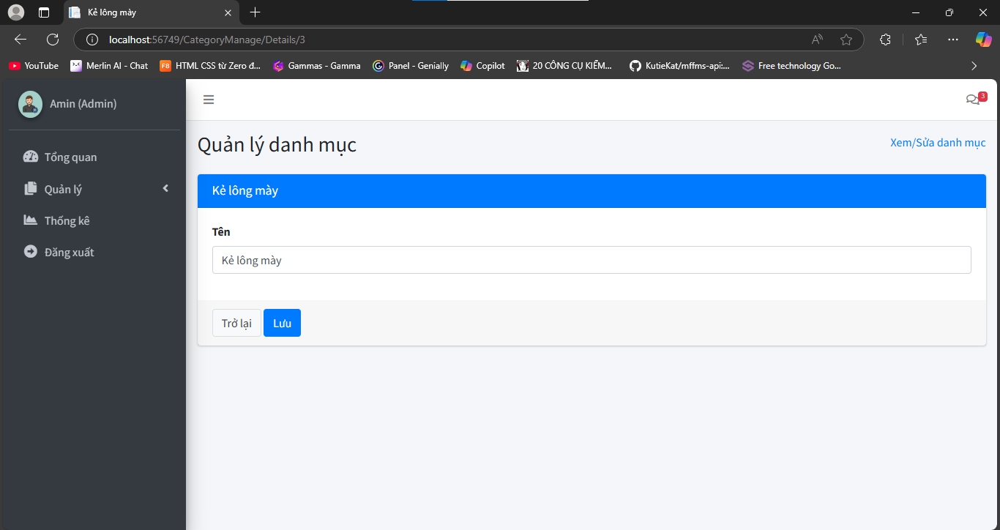 Kẻ lông mày
localhost:56749/CategoryManage/Details/3
YouTube
Merlin AI - Chat
F8
HTML CSS từ Zero đ...
Gammas - Gamma
Panel - Genially
Copilot
20 CÔNG CỤ KIẾM...
KutieKat/mffms-api:...
Free technology Go...
Amin (Admin)
3
Tổng quan
Quản lý
Thống kê
Đăng xuất
Quản lý danh mục
Xem/Sửa danh mục
Kẻ lông mày
Tên
Kẻ lông mày
Trở lại
Lưu